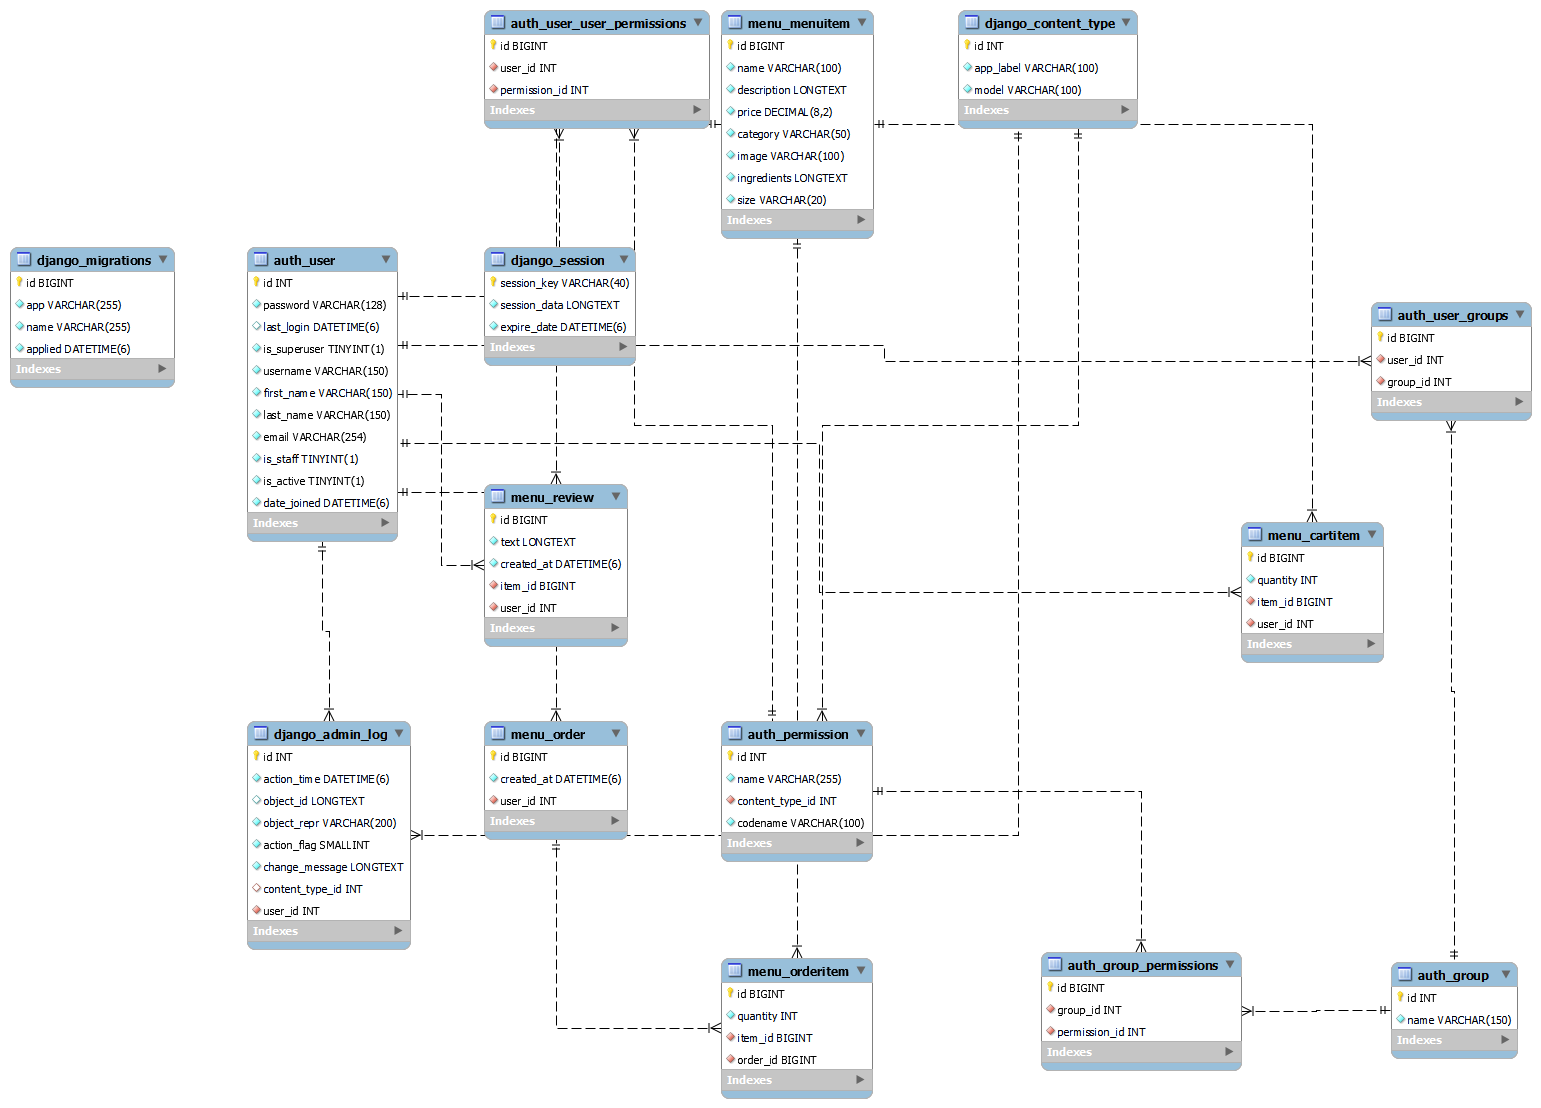 auth_user_user_permissions
id BIGINT
user_id INT
permission_id INT
Indexes
menu_menuitem
id BIGINT
name VARCHAR(100)
description LONGTEXT
price DECIMAL(8,2)
category VARCHAR(50)
image VARCHAR(100)
ingredients LONGTEXT
size VARCHAR(20)
Indexes
django_content_type
id INT
app_label VARCHAR(100)
model VARCHAR(100)
Indexes
django_migrations
id BIGINT
app VARCHAR(255)
name VARCHAR(255)
applied DATETIME(6)
Indexes
auth_user
id INT
password VARCHAR(128)
last_login DATETIME(6)
is_superuser TINYINT(1)
username VARCHAR(150)
first_name VARCHAR(150)
last_name VARCHAR(150)
email VARCHAR(254)
is_staff TINYINT(1)
is_active TINYINT(1)
date_joined DATETIME(6)
Indexes
django_session
session_key VARCHAR(40)
session_data LONGTEXT
expire_date DATETIME(6)
Indexes
auth_user_groups
id BIGINT
user_id INT
group_id INT
Indexes
menu_review
id BIGINT
text LONGTEXT
created_at DATETIME(6)
item_id BIGINT
user_id INT
Indexes
menu_cartitem
id BIGINT
quantity INT
item_id BIGINT
user_id INT
Indexes
django_admin_log
id INT
action_time DATETIME(6)
object_id LONGTEXT
object_repr VARCHAR(200)
action_flag SMALLINT
change_message LONGTEXT
content_type_id INT
user_id INT
Indexes
menu_order
id BIGINT
created_at DATETIME(6)
user_id INT
Indexes
auth_permission
id INT
name VARCHAR(255)
content_type_id INT
codename VARCHAR(100)
Indexes
menu_orderitem
id BIGINT
quantity INT
item_id BIGINT
order_id BIGINT
Indexes
auth_group_permissions
id BIGINT
group_id INT
permission_id INT
Indexes
auth_group
id INT
name VARCHAR(150)
Indexes